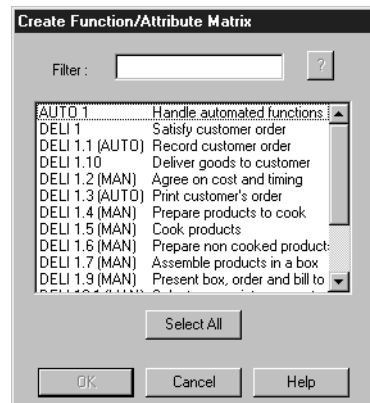 Create Function/Attribute Matrix
Filter :
?
AUTO 1 Handle automated functions
DELI 1 Satisfy customer order
DELI 1.1 (AUTO) Record customer order
DELI 1.10 Deliver goods to customer
DELI 1.2 (MAN) Agree on cost and timing
DELI 1.3 (AUTO) Print customer's order
DELI 1.4 (MAN) Prepare products to cook
DELI 1.5 (MAN) Cook products
DELI 1.6 (MAN) Prepare non cooked product
DELI 1.7 (MAN) Assemble products in a box
DELI 1.9 (MAN) Present box, order and bill to
Select All
OK Cancel Help